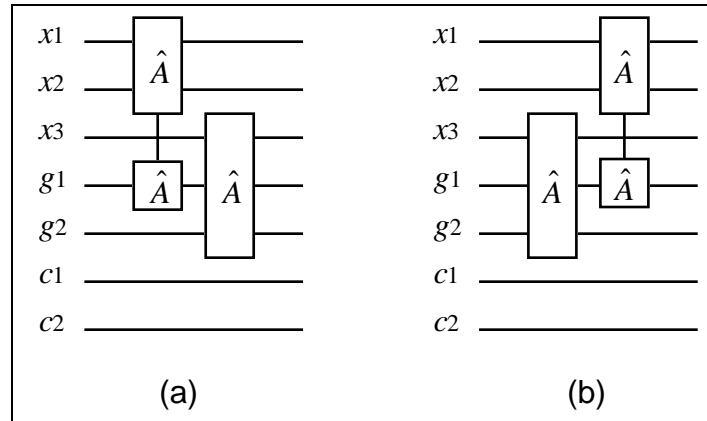 x1 x1
Â Â
x2 x2
x3 x3
g1 Â Â g1 Â Â
g2 g2
c1 c1
c2 c2
(a) (b)